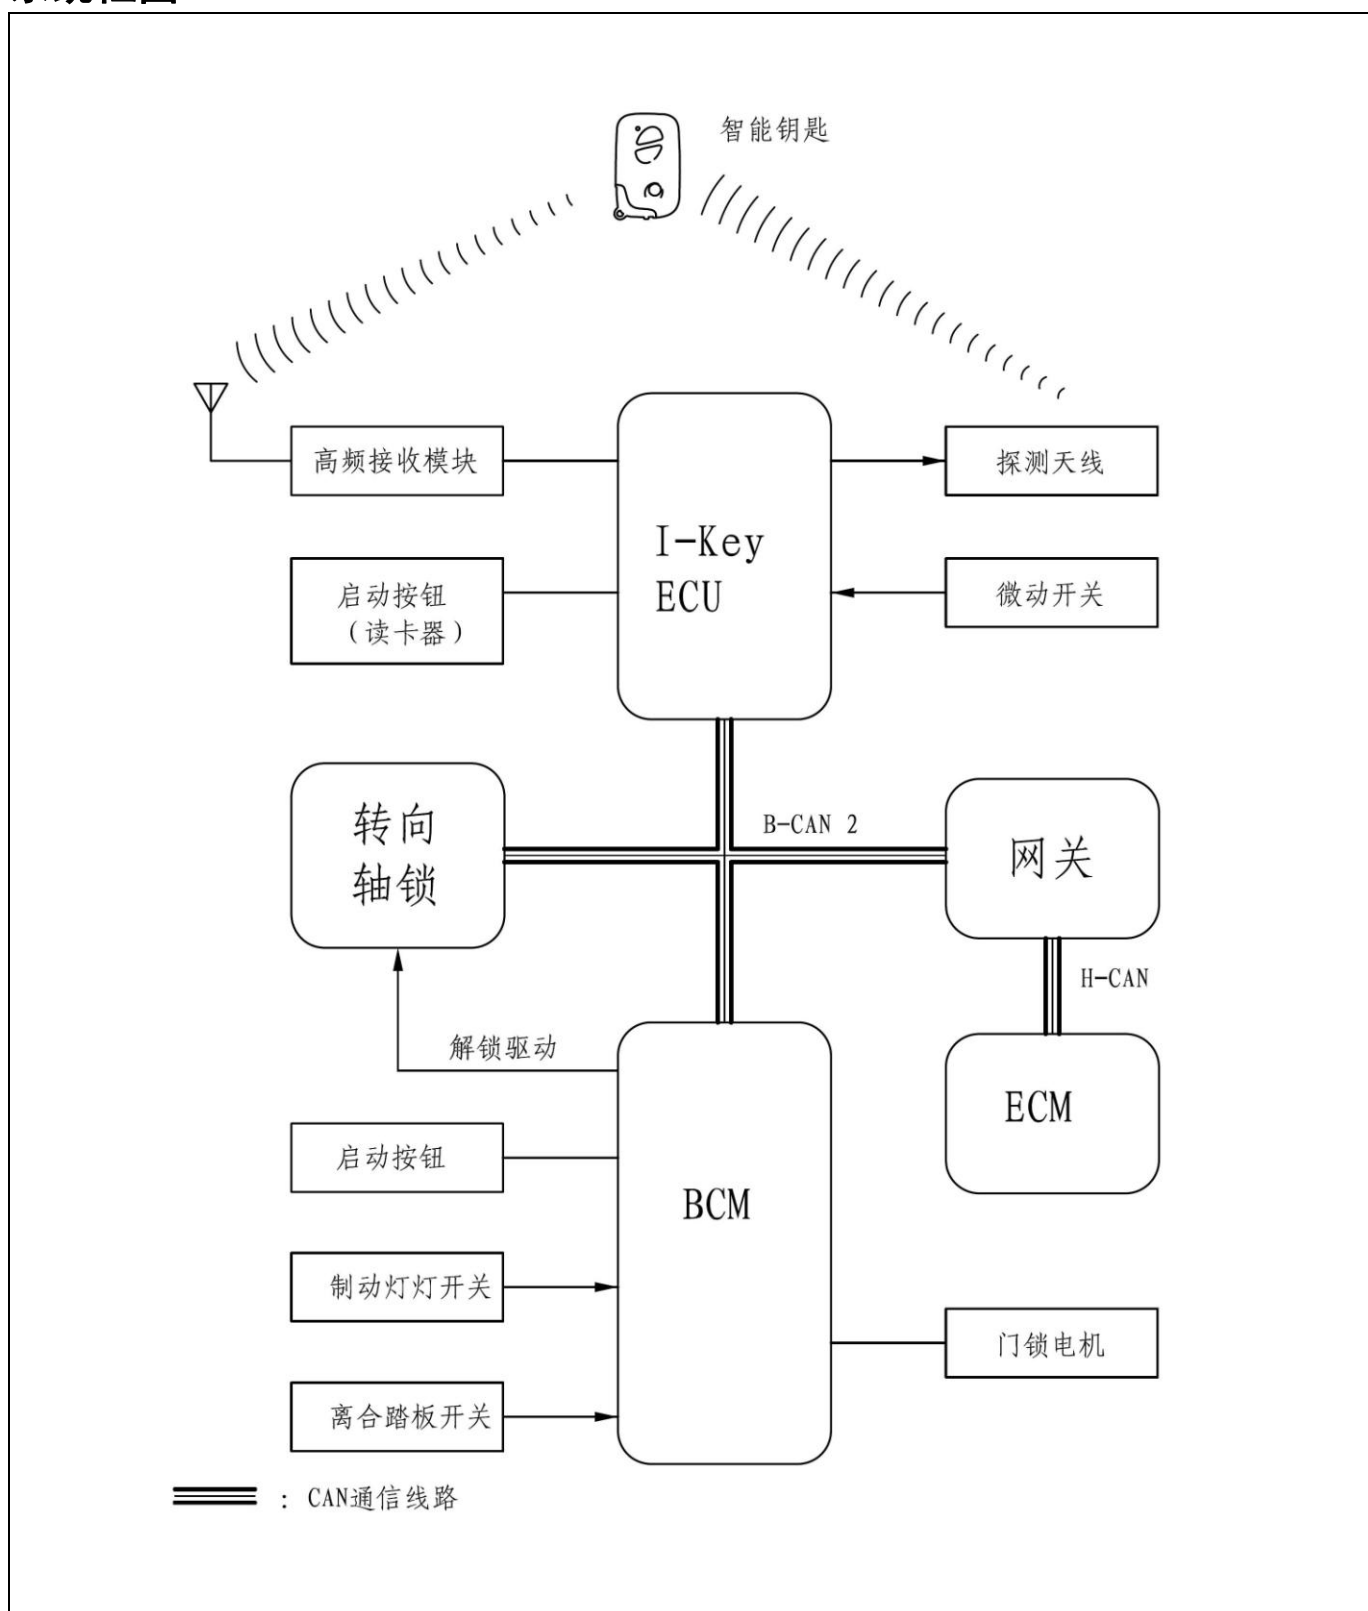 智能钥匙
高频接收模块
探测天线
I-Key
ECU
启动按钮
（读卡器）
微动开关
转向
轴锁
B-CAN 2
网关
H-CAN
解锁驱动
ECM
启动按钮
BCM
制动灯灯开关
门锁电机
离合踏板开关
：CAN通信线路